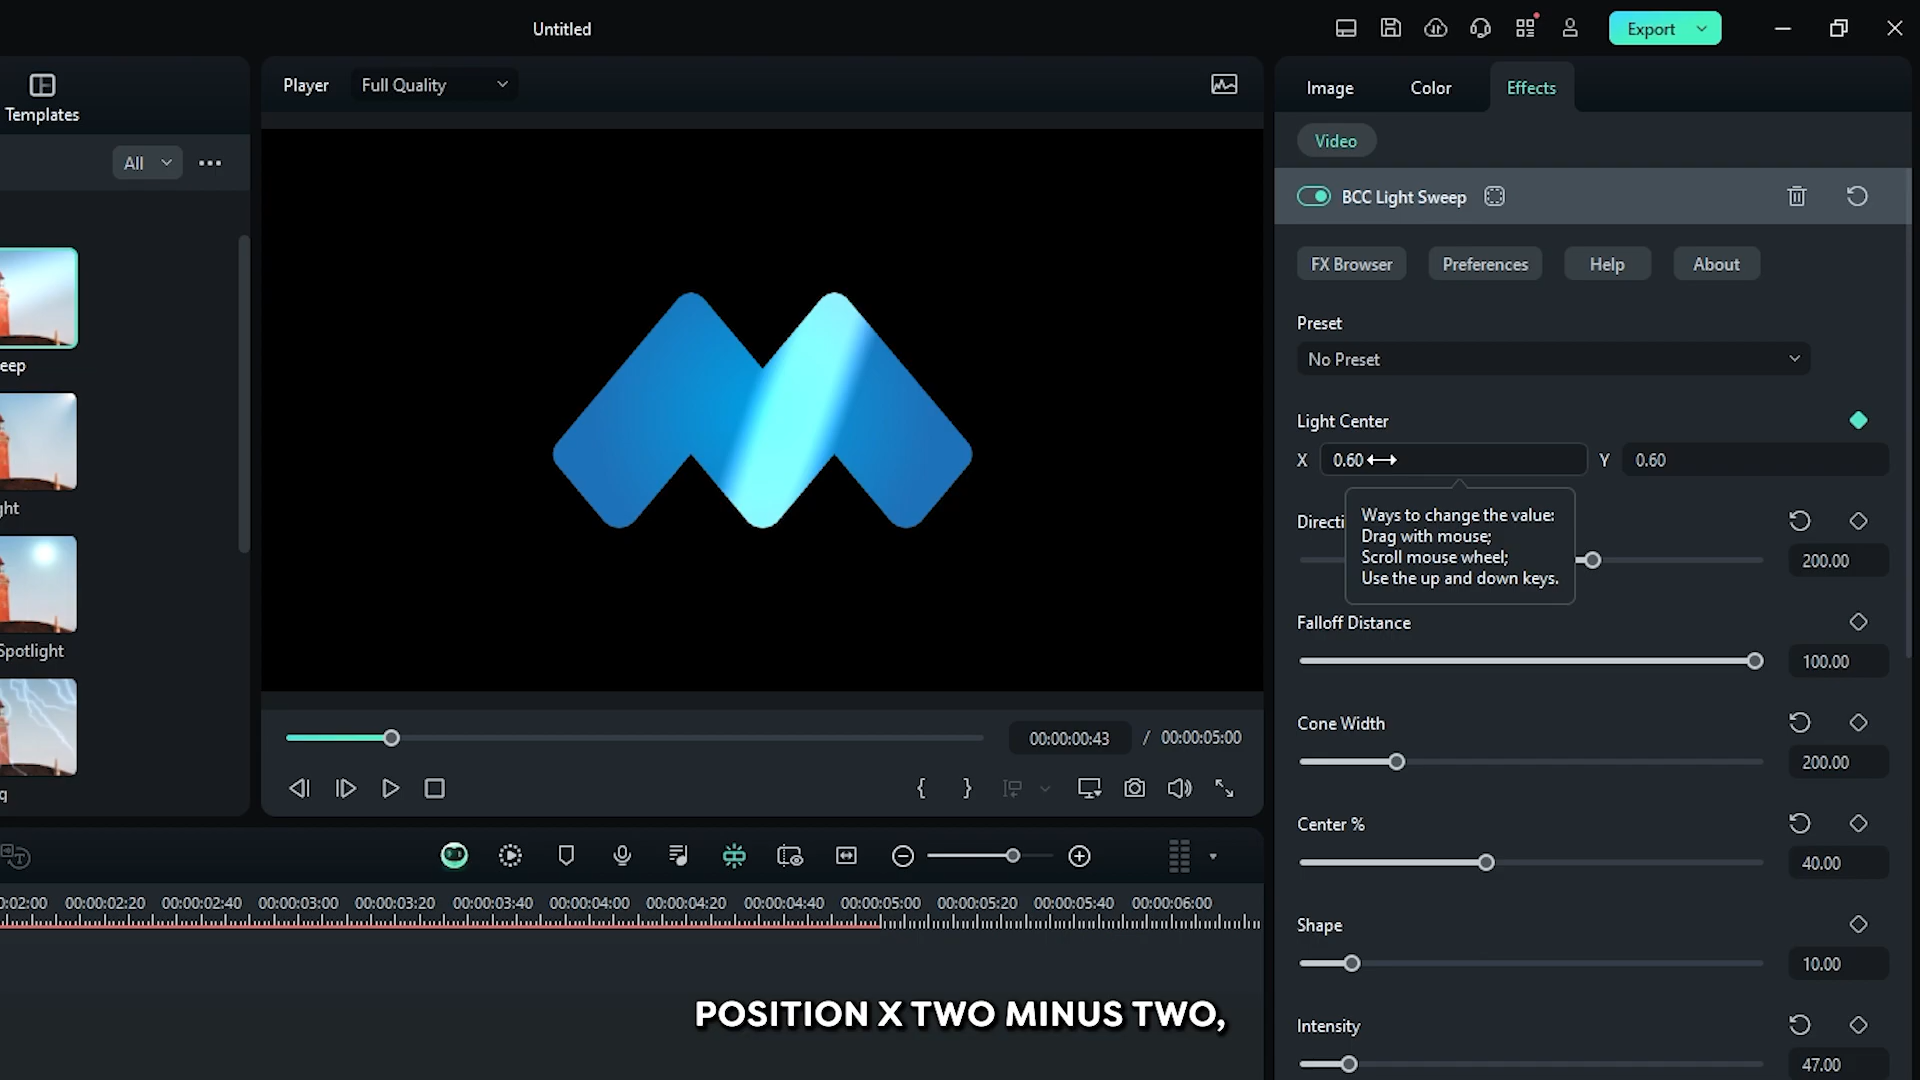 Untitled
Export
Templates
Player
Full Quality
Image
Color
Effects
All
Video
BCC Light Sweep
FX Browser
Preferences
Help
About
Preset
No Preset
eep
Light Center
X 0.60
Y 0.60
ght
Directi
200.00
Ways to change the value:
Drag with mouse;
Scroll mouse wheel;
Use the up and down keys.
Falloff Distance
100.00
Spotlight
Cone Width
200.00
00:00:00:43 / 00:00:05:00
g
Center %
40.00
0:02:00 00:00:02:20 00:00:02:40 00:00:03:00 00:00:03:20 00:00:03:40 00:00:04:00 00:00:04:20 00:00:04:40 00:00:05:00 00:00:05:20 00:00:05:40 00:00:06:00
Shape
10.00
POSITION X TWO MINUS TWO,
Intensity
47.00